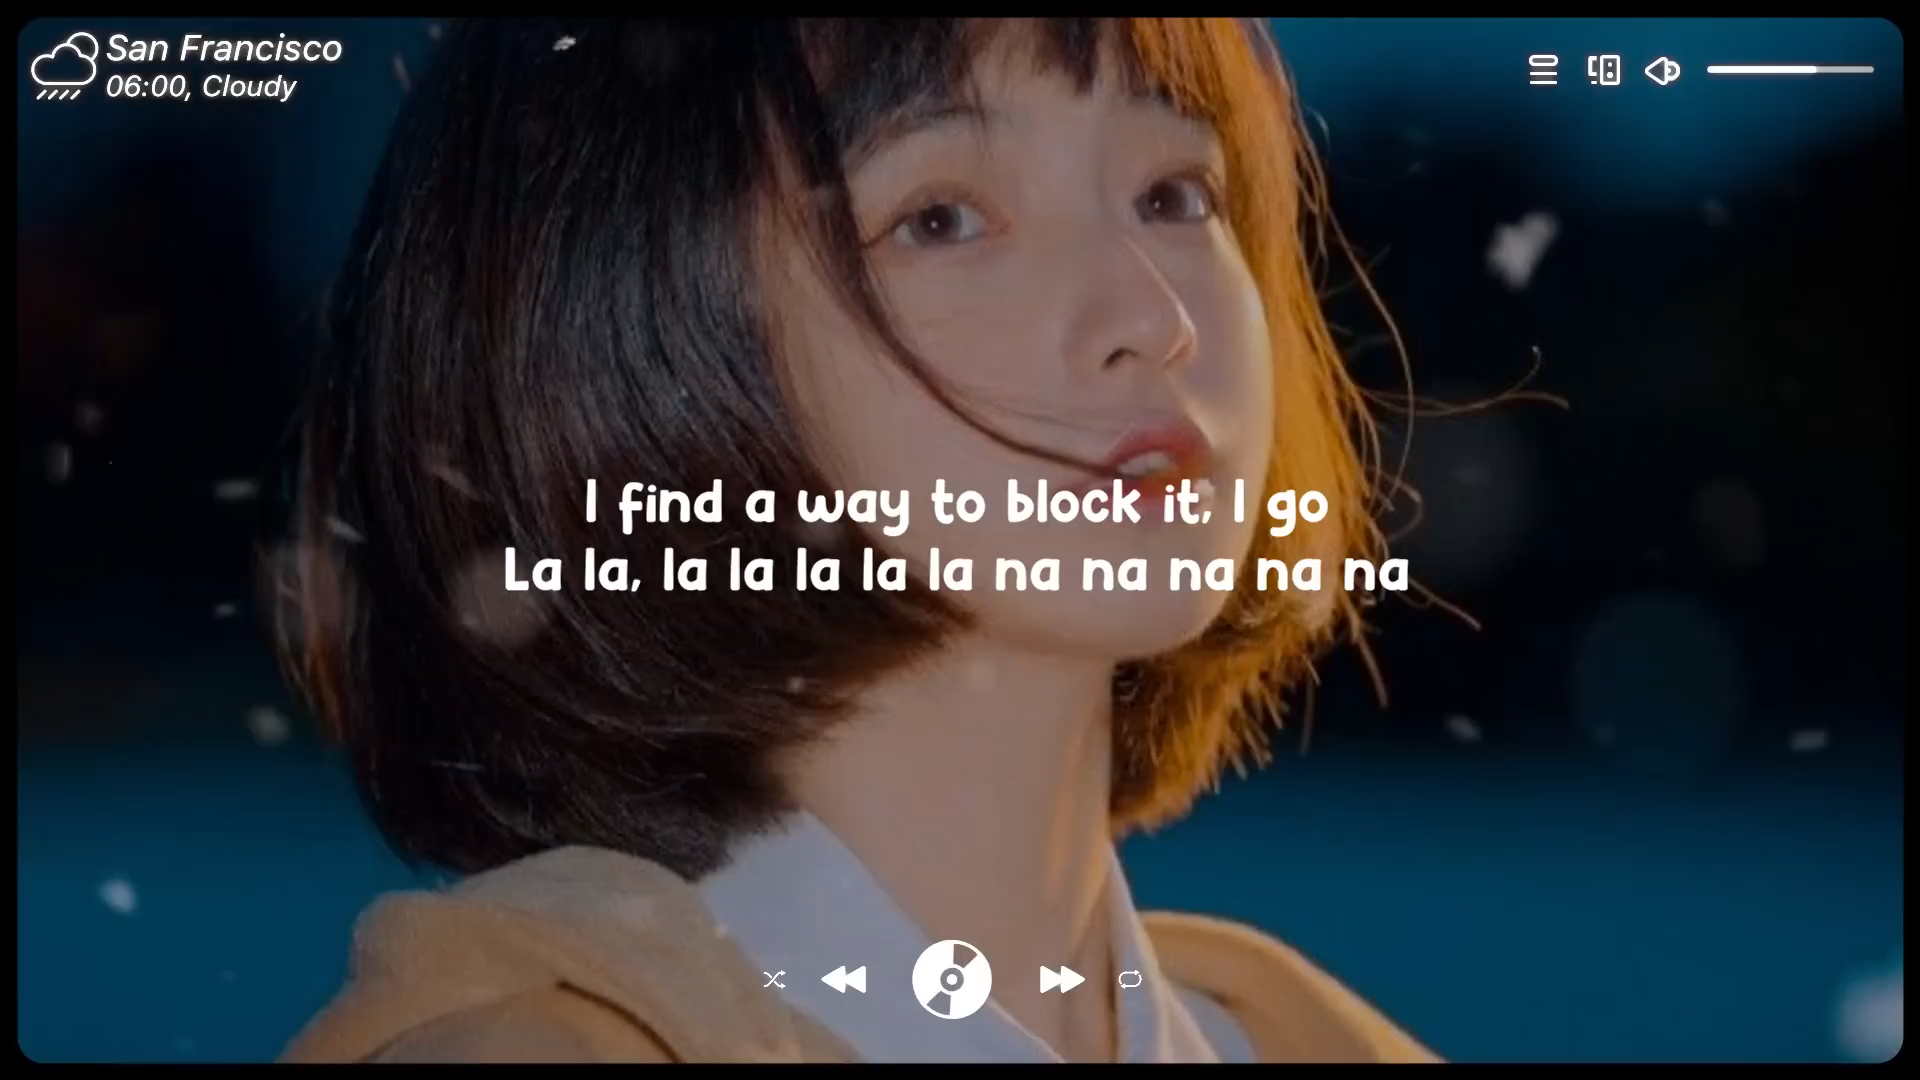 San Francisco
06:00, Cloudy
I find a way to block it, I go
La la, la la la la la na na na na na